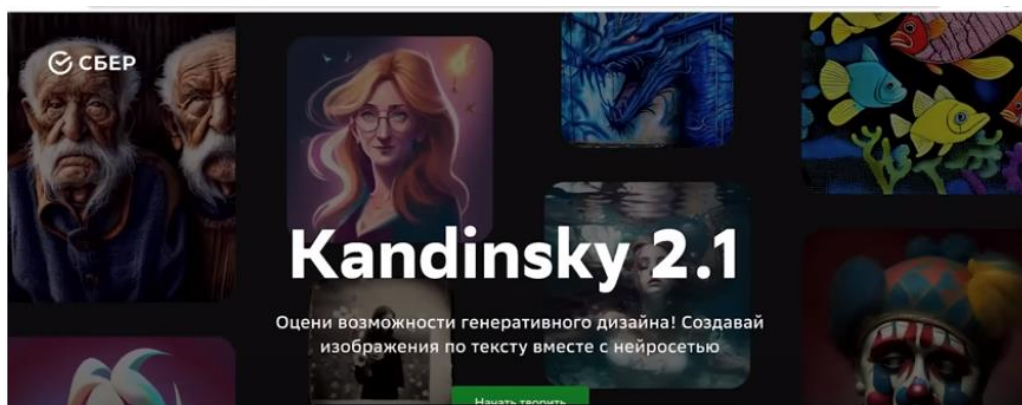 СБЕР
Kandinsky 2.1
Оцени возможности генеративного дизайна! Создавай
изображения по тексту вместе с нейросетью
Начать творить